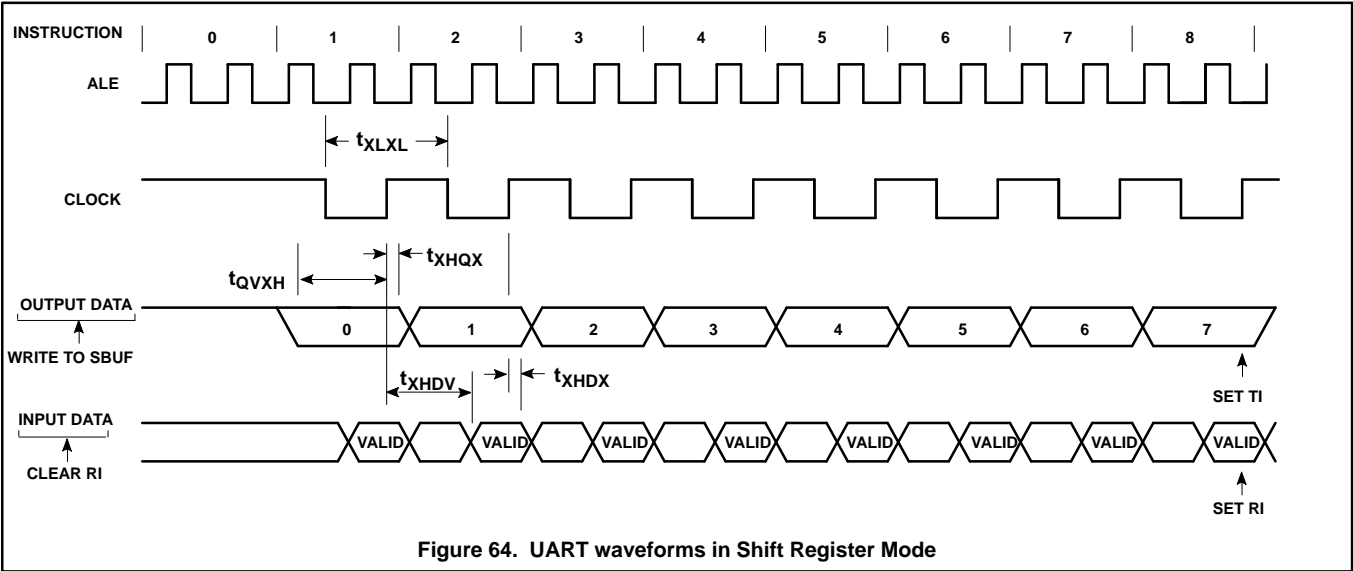 INSTRUCTION 0 1 2 3 4 5 6 7 8
ALE
tXLXL
CLOCK
tQVXH tXHQX
OUTPUT DATA 0 1 2 3 4 5 6 7
WRITE TO SBUF
tXHDV tXHDX
SET TI
INPUT DATA VALID VALID VALID VALID VALID VALID VALID VALID
CLEAR RI
SET RI
Figure 64. UART waveforms in Shift Register Mode